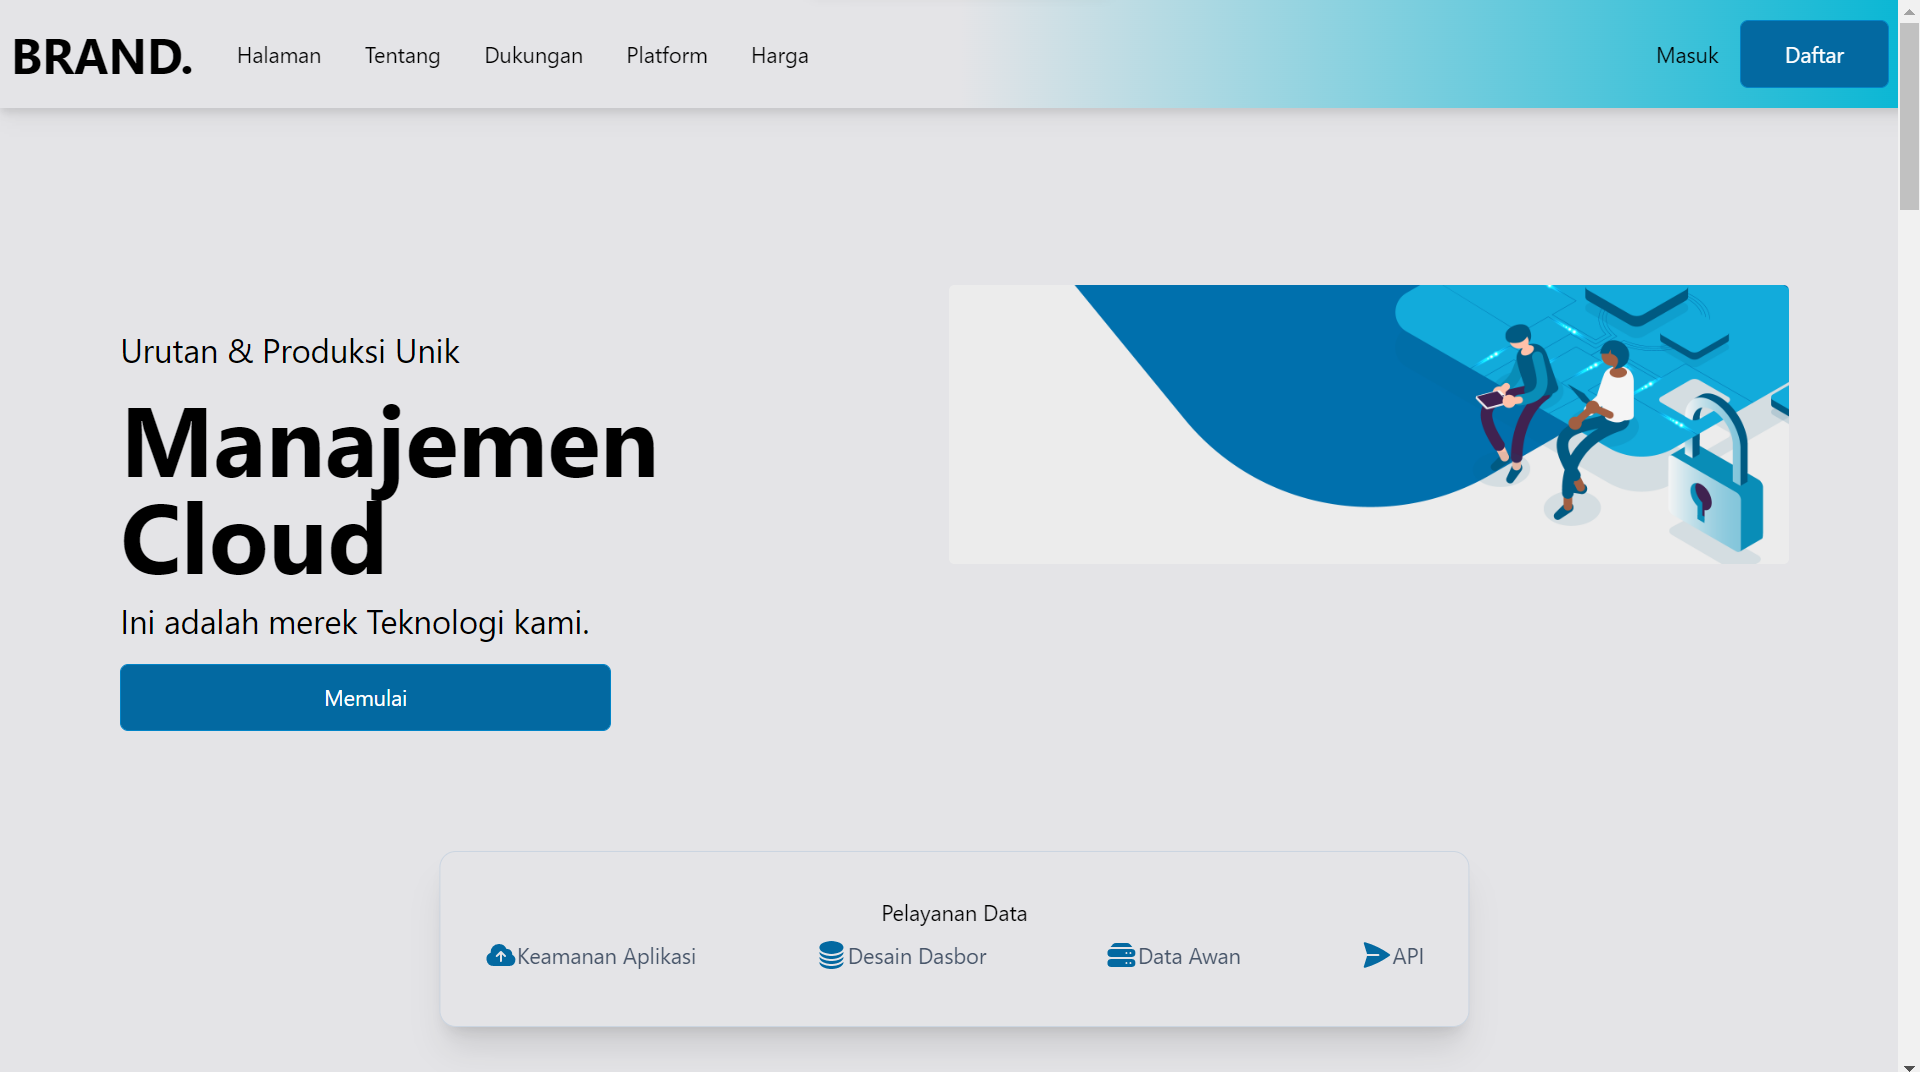 BRAND.
Halaman Tentang Dukungan Platform Harga Masuk Daftar
Urutan & Produksi Unik
Manajemen
Cloud
Ini adalah merek Teknologi kami.
Memulai
Pelayanan Data
Keamanan Aplikasi Desain Dasbor Data Awan API